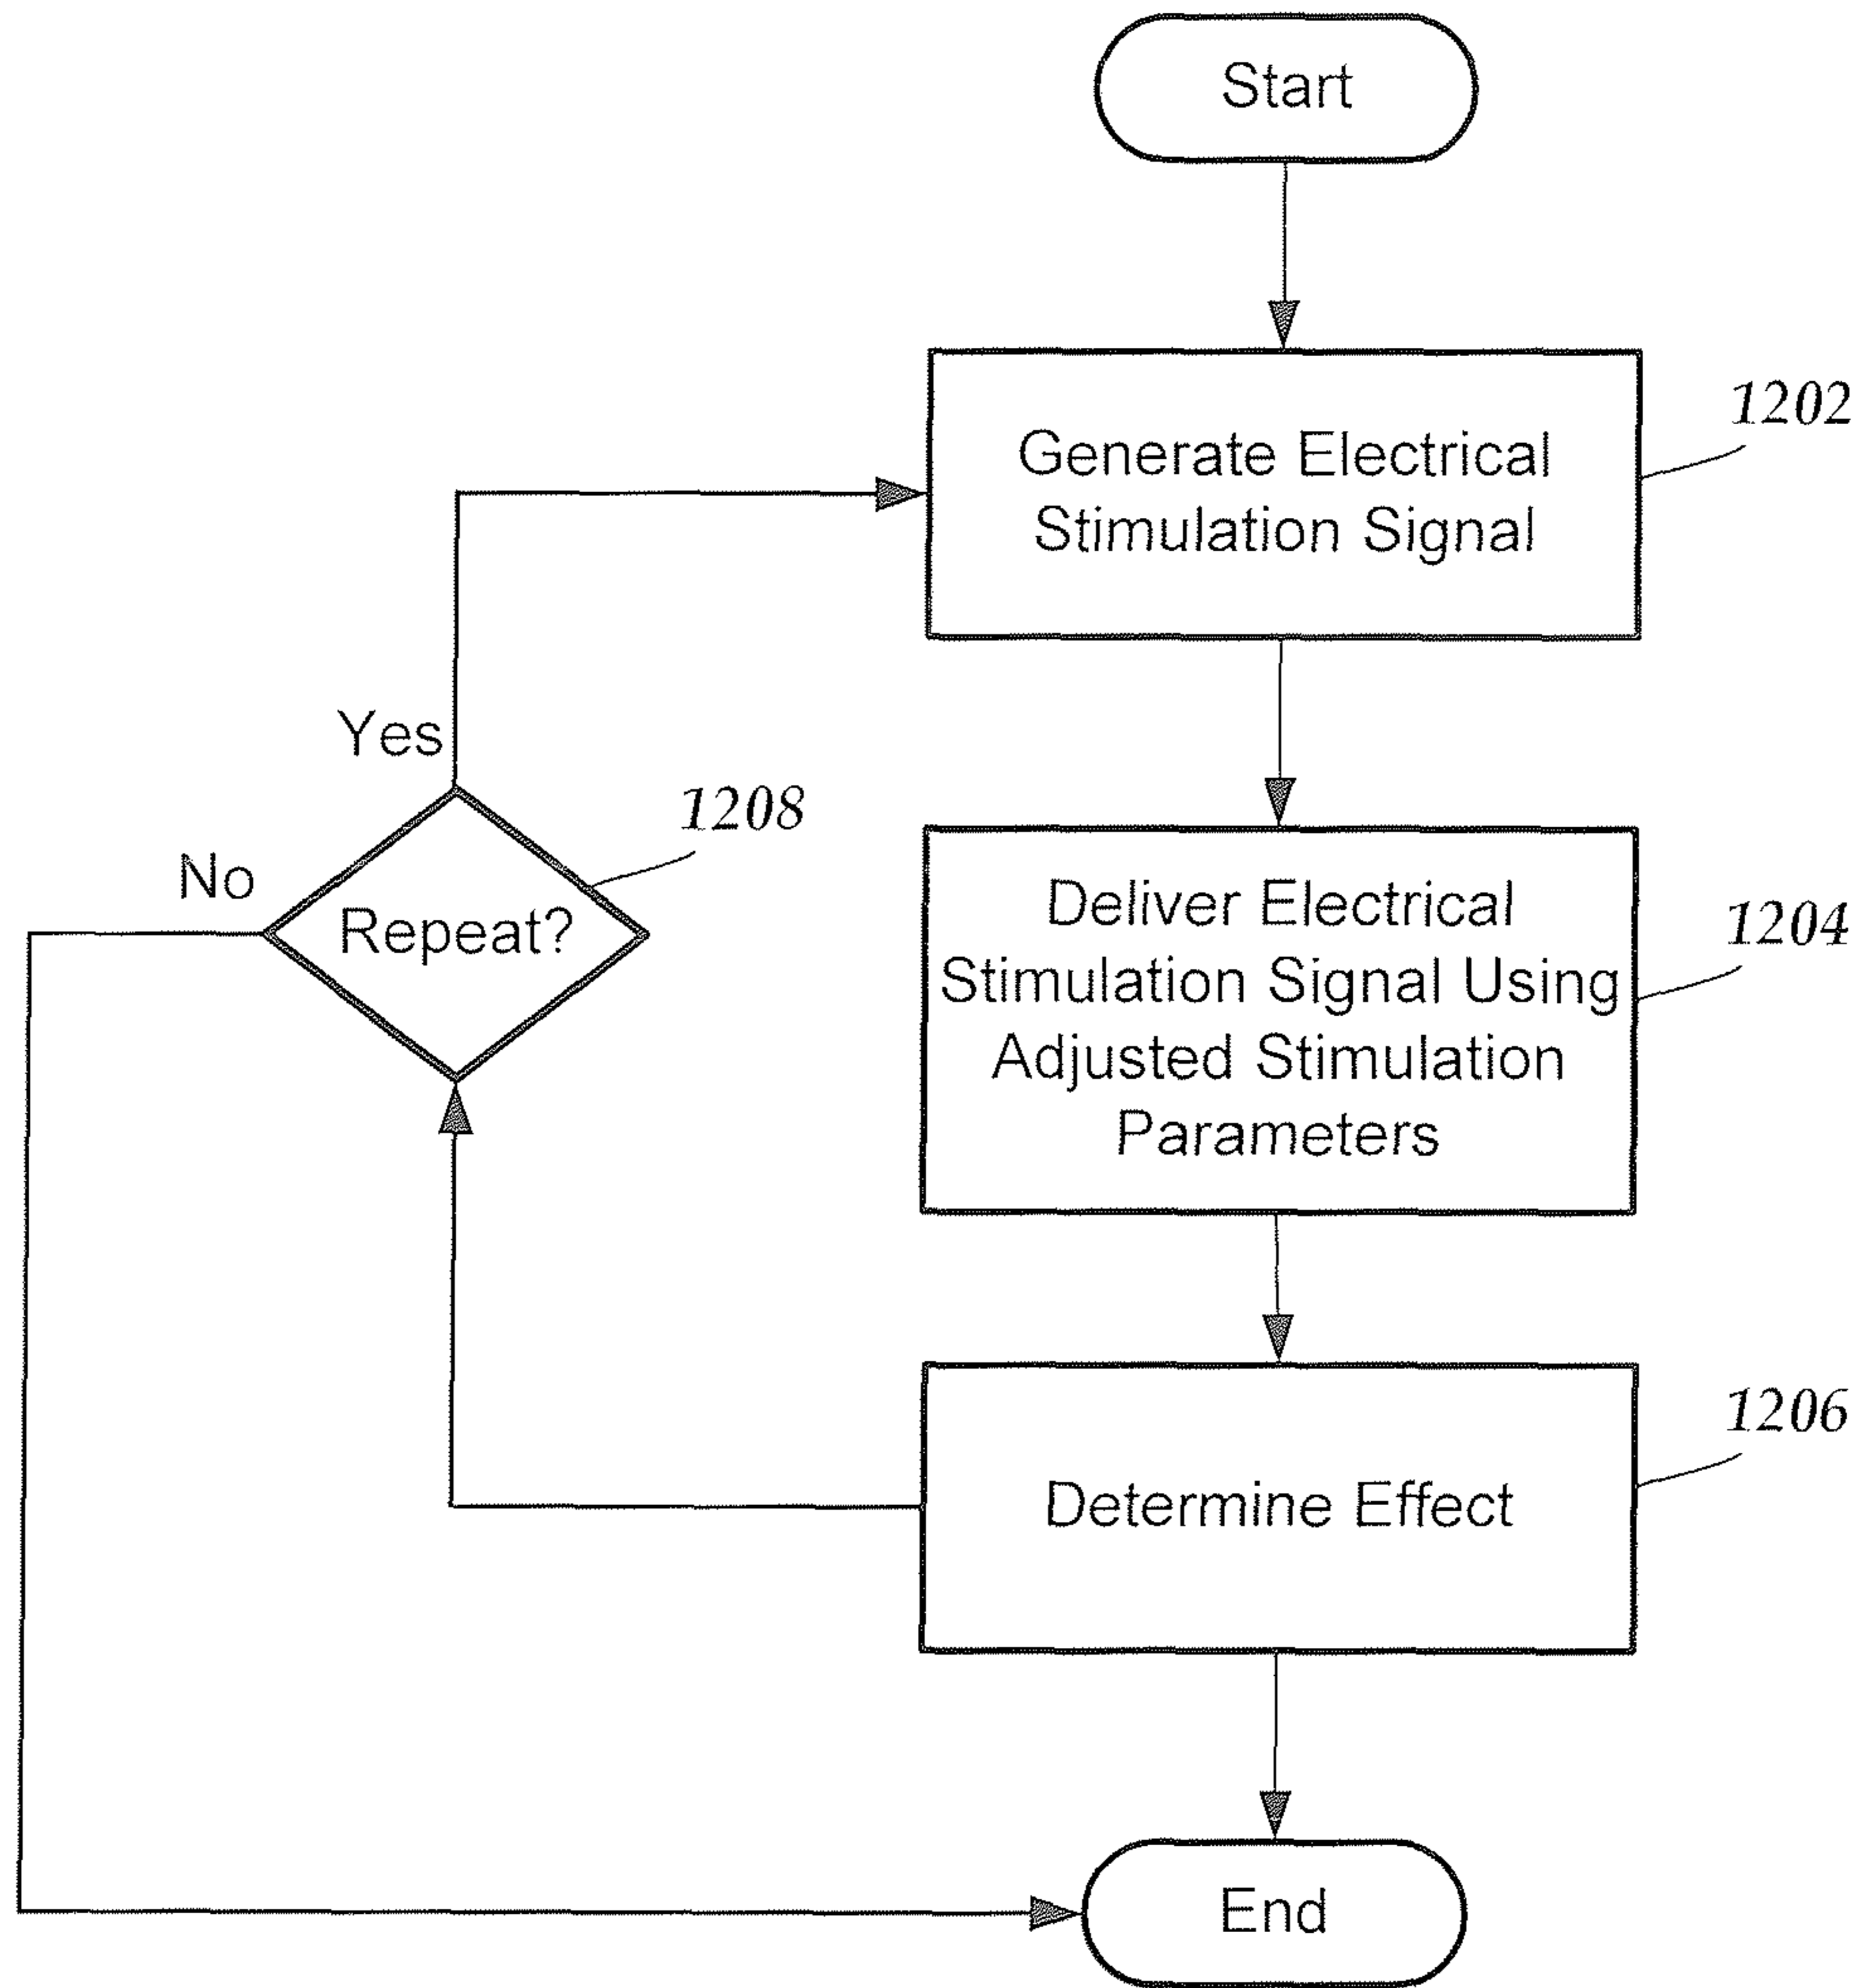 Start
Generate Electrical
Stimulation Signal
1202
Yes
1208
No
Repeat?
Deliver Electrical
Stimulation Signal Using
Adjusted Stimulation
Parameters
1204
Determine Effect
1206
End